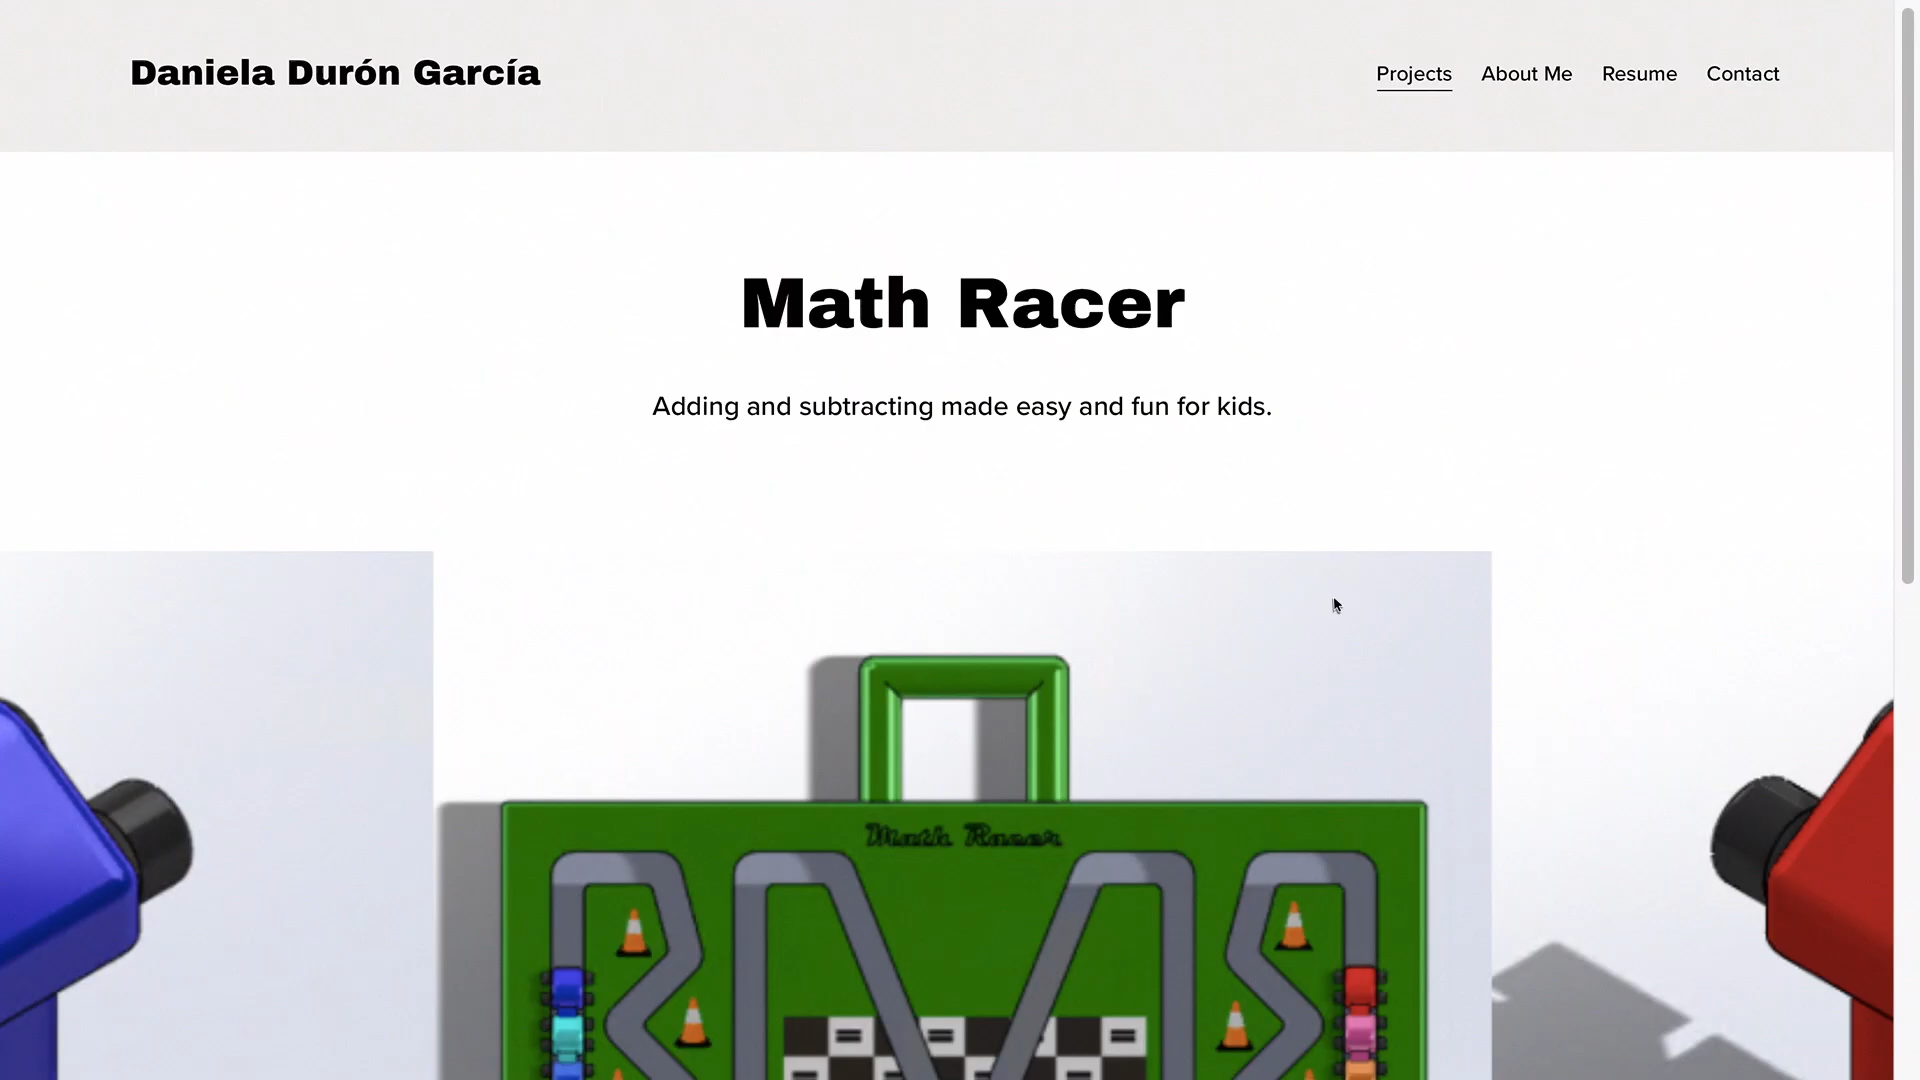 Daniela Durón García
Projects
About Me
Resume
Contact
Math Racer
Adding and subtracting made easy and fun for kids.
Math Racer